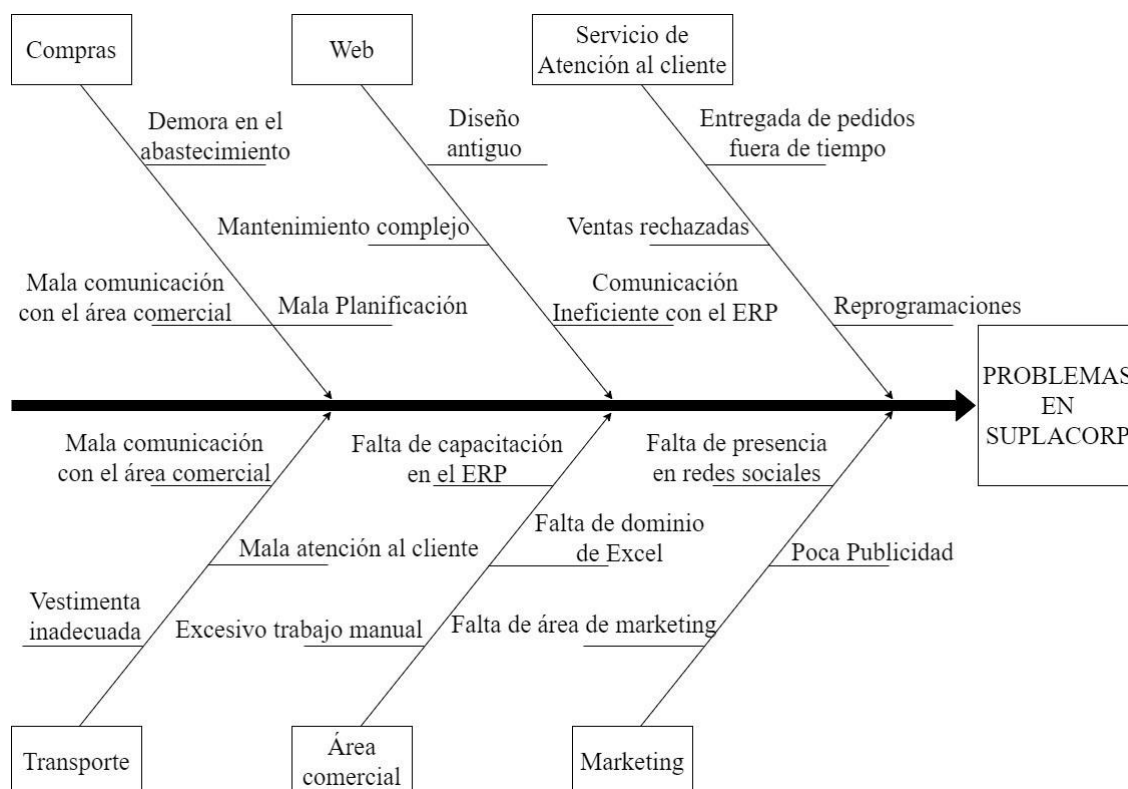 Compras
Web
Servicio de
Atención al cliente
Demora en el
abastecimiento
Diseño
antiguo
Entregada de pedidos
fuera de tiempo
Mantenimiento complejo
Ventas rechazadas
Mala comunicación
con el área comercial
Mala Planificación
Comunicación
Ineficiente con el ERP
Reprogramaciones
PROBLEMAS
EN
SUPLACORP
Mala comunicación
con el área comercial
Falta de capacitación
en el ERP
Falta de presencia
en redes sociales
Mala atención al cliente
Falta de dominio
de Excel
Poca Publicidad
Vestimenta
inadecuada
Excesivo trabajo manual
Falta de área de marketing
Transporte
Área
comercial
Marketing